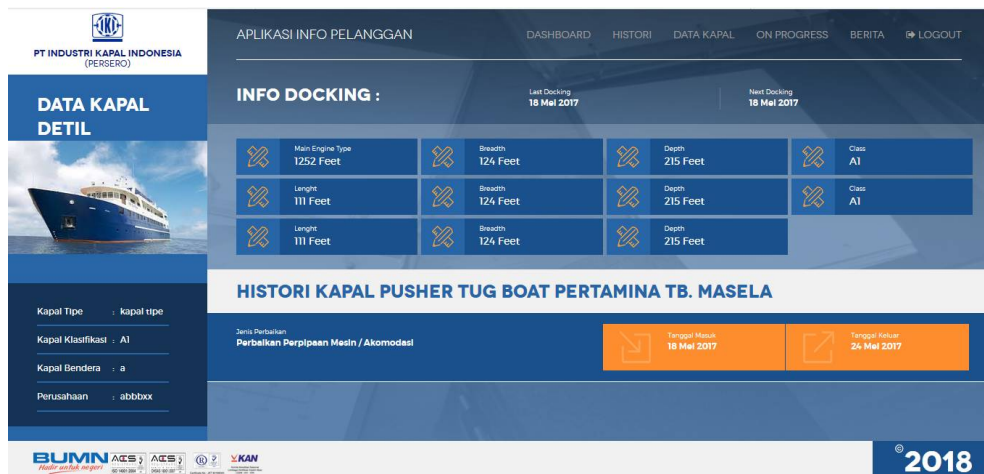 IKI
PT INDUSTRI KAPAL INDONESIA
(PERSERO)
APLIKASI INFO PELANGGAN
DASHBOARD HISTORI DATA KAPAL ON PROGRESS BERITA LOGOUT
DATA KAPAL
DETIL
INFO DOCKING :
Last Docking
18 Mei 2017
Next Docking
18 Mei 2017
Main Engine Type
1252 Feet
Breadth
124 Feet
Depth
215 Feet
Class
A1
Lenght
111 Feet
Breadth
124 Feet
Depth
215 Feet
Class
A1
Lenght
111 Feet
Breadth
124 Feet
Depth
215 Feet
Kapal Tipe : kapal tipe
Kapal Klasifikasi : A1
Kapal Bendera : a
Perusahaan : abbbxx
HISTORI KAPAL PUSHER TUG BOAT PERTAMINA TB. MASELA
Jenis Perbaikan
Perbaikan Perpipaan Mesin / Akomodasi
Tanggal Masuk
18 Mei 2017
Tanggal Keluar
24 Mei 2017
BUMN
Hadir untuk negeri
KAN
© 2018